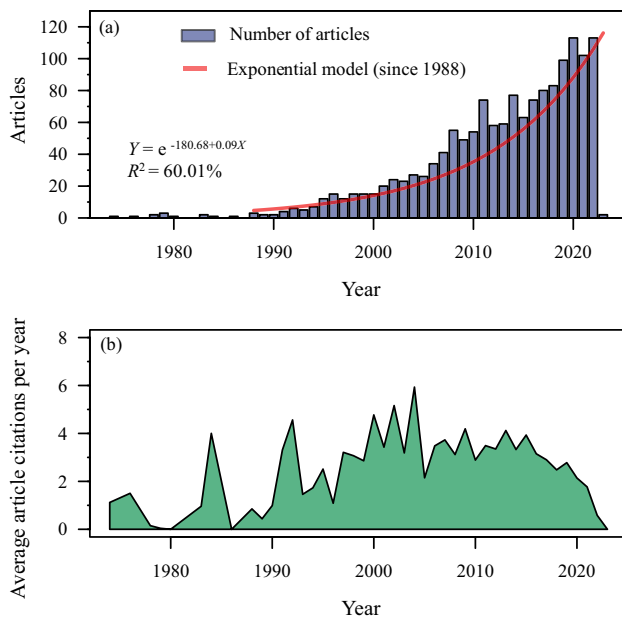 (a)
Number of articles
Exponential model (since 1988)
Y = e -180.68+0.09X
R² = 60.01%
Articles
120
100
80
60
40
20
0
1980
1990
2000
2010
2020
Year
(b)
Average article citations per year
8
6
4
2
0
1980
1990
2000
2010
2020
Year